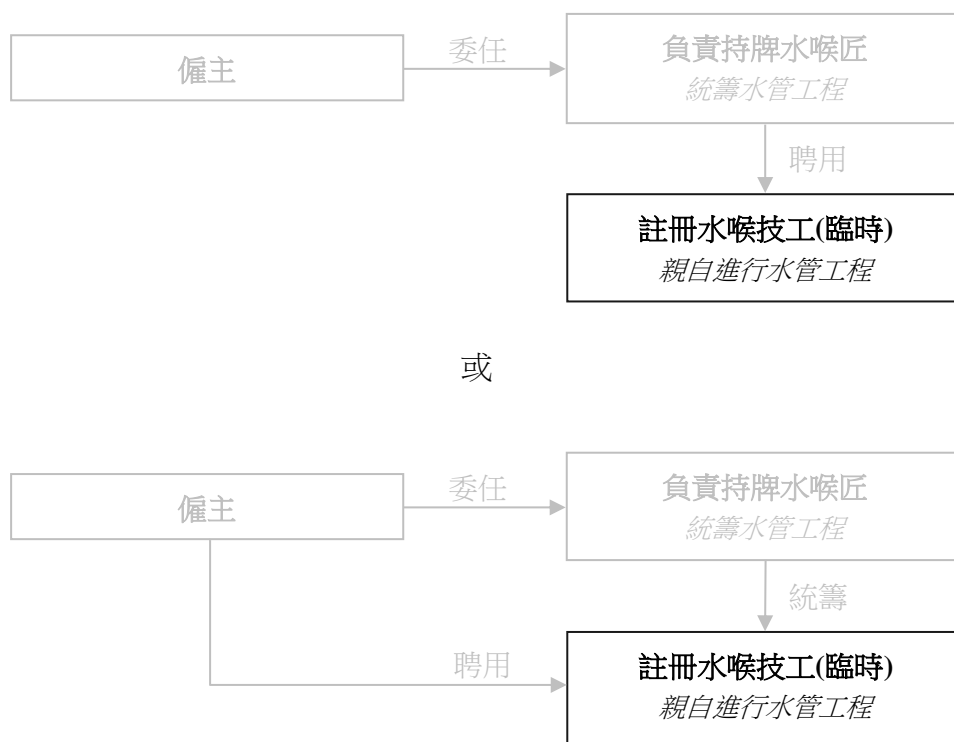 僱主
委任
負責持牌水喉匠
統籌水管工程
聘用
註冊水喉技工(臨時)
親自進行水管工程
或
僱主
委任
負責持牌水喉匠
統籌水管工程
統籌
聘用
註冊水喉技工(臨時)
親自進行水管工程